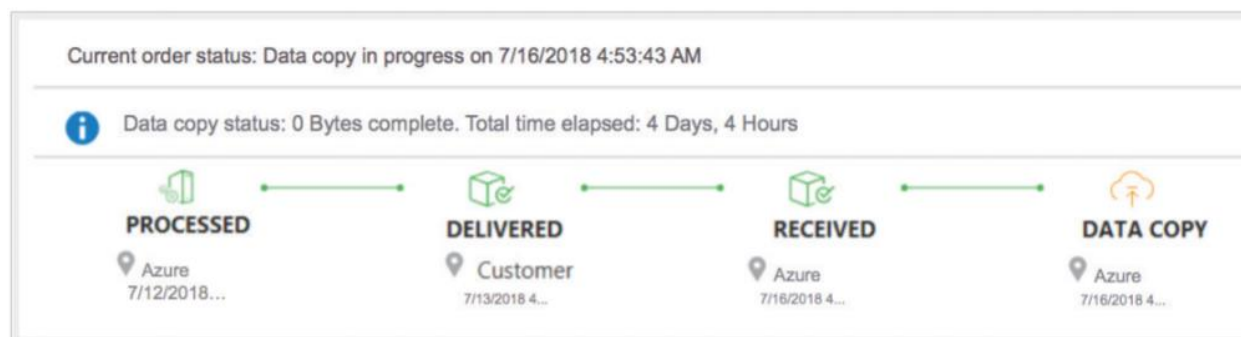 Current order status: Data copy in progress on 7/16/2018 4:53:43 AM
Data copy status: 0 Bytes complete. Total time elapsed: 4 Days, 4 Hours
PROCESSED DELIVERED RECEIVED DATA COPY
Azure Customer Azure Azure
7/12/2018... 7/13/2018 4... 7/16/2018 4... 7/16/2018 4...